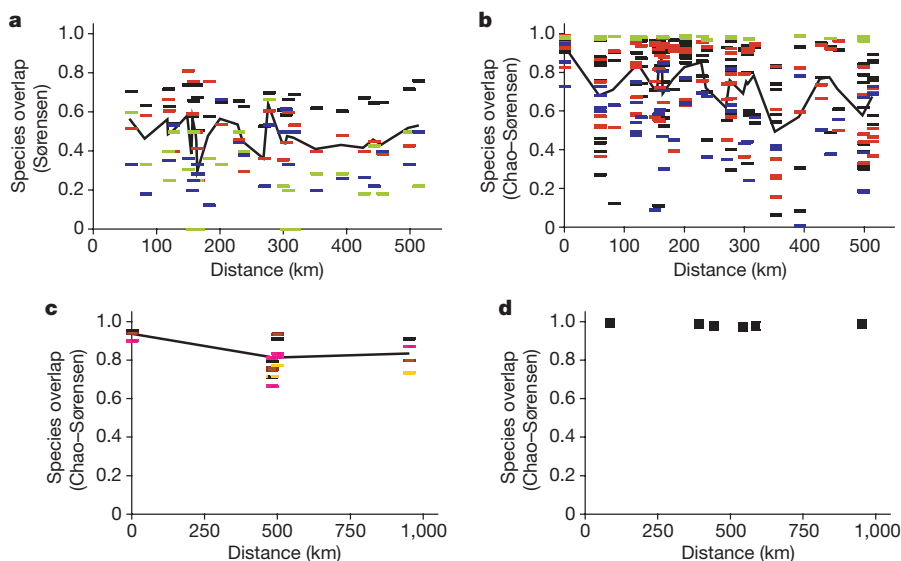 a
Species overlap
(Sørensen)
1.0
0.8
0.6
0.4
0.2
0
0
100
200
300
400
500
Distance (km)
b
Species overlap
(Chao–Sørensen)
1.0
0.8
0.6
0.4
0.2
0
0
100
200
300
400
500
Distance (km)
c
Species overlap
(Chao–Sørensen)
1.0
0.8
0.6
0.4
0.2
0
0
250
500
750
1,000
Distance (km)
d
Species overlap
(Chao–Sørensen)
1.0
0.8
0.6
0.4
0.2
0
0
250
500
750
1,000
Distance (km)